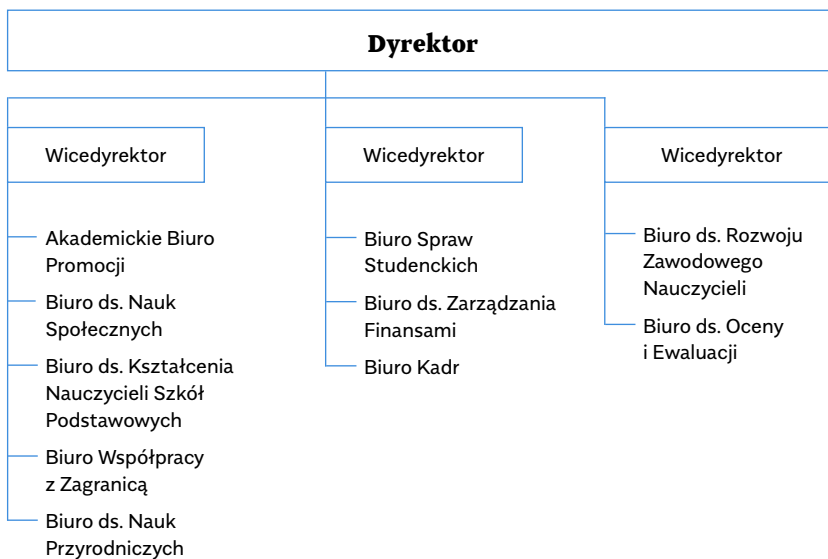 Dyrektor
Wicedyrektor
Akademickie Biuro
Promocji
Biuro ds. Nauk
Społecznych
Biuro ds. Kształcenia
Nauczycieli Szkół
Podstawowych
Biuro Współpracy
z Zagranicą
Biuro ds. Nauk
Przyrodniczych
Wicedyrektor
Biuro Spraw
Studenckich
Biuro ds. Zarządzania
Finansami
Biuro Kadr
Wicedyrektor
Biuro ds. Rozwoju
Zawodowego
Nauczycieli
Biuro ds. Oceny
i Ewaluacji